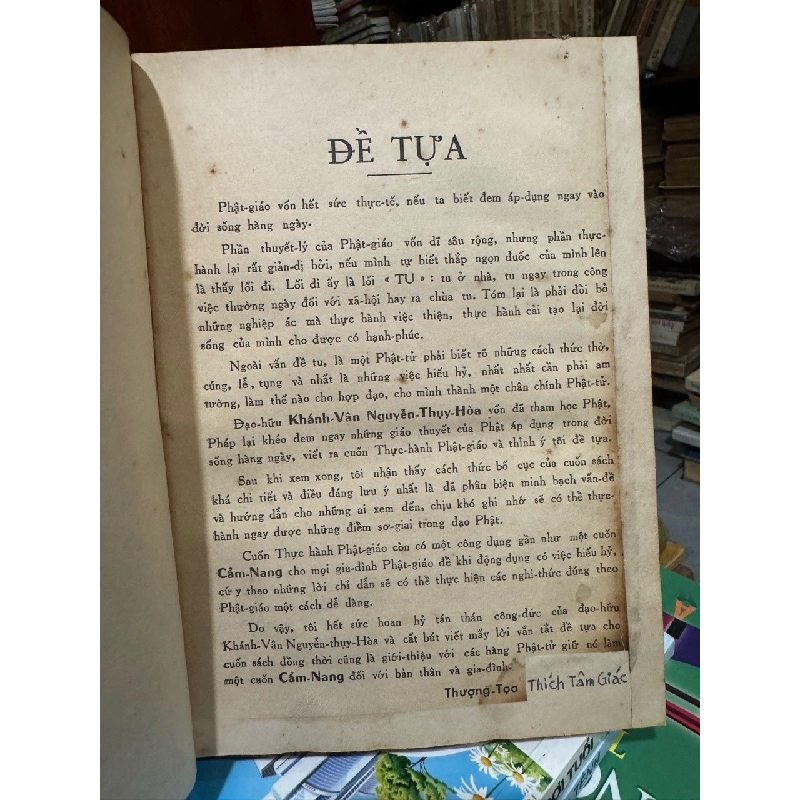 ĐỀ TỰA
Phật-giáo vốn hết sức thực-tế, nếu ta biết đem áp-dụng ngay vào
đời sống hàng ngày.
Phần thuyết-lý của Phật-giáo vốn dĩ sâu rộng, nhưng phần thực-
hành lại rất giản-dị bởi, nếu mình tự biết thắp ngọn đuốc của mình lên
là thấy lối đi. Lối đi ấy là lối « TU » : tu ở nhà, tu ngay trong công
việc thường ngày đối với xã-hội hay ra chùa tu. Tóm lại là phải đòi bỏ
những nghiệp ác mà thực hành việc thiện, thực hành cải tạo lại đời
sống của mình cho được có hạnh-phúc.
Ngoài vấn đề tu, là một Phật-tử phải biết rõ những cách thức thờ,
cúng, lễ, tụng và nhất là những việc hiếu hỷ, nhất nhất cần phải am
tường, làm thế nào cho hợp đạo, cho mình thành một chân chính Phật-tử.
Đạo-hữu Khánh-Vân Nguyễn-Thụy-Hòa vốn đã tham học Phật,
Pháp lại khéo đem ngay những giáo thuyết của Phật áp dụng trong đời
sống hàng ngày, viết ra cuốn Thực-hành Phật-giáo và thỉnh ý tôi đề tựa.
Sau khi xem xong, tôi nhận thấy cách thức bố cục của cuốn sách
khá chi tiết và điều đáng lưu ý nhất là đã phân biện minh bạch vấn-đề
và hướng dẫn cho những ai xem đến, chịu khó ghi nhớ sẽ có thể thực-
hành ngay được những điểm sơ-giai trong đạo Phật.
Cuốn Thực hành Phật-giáo còn có một công dụng gần như một cuốn
Cẩm-Nang cho mọi gia-đình Phật-giáo để khi động dụng có việc hiếu hỷ,
cứ y theo những lời chỉ dẫn sẽ có thể thực hiện các nghi-thức đúng theo
Phật-giáo một cách dễ dàng.
Do vậy, tôi hết sức hoan hỷ tán thán công-đức của đạo-hữu
Khánh-Vân Nguyễn-thụy-Hòa và cất bút viết mấy lời vắn tắt đề tựa cho
cuốn sách đồng thời cũng là giới-thiệu với các hàng Phật-tử giữ nó làm
một cuốn Cẩm-Nang đối với bản thân và gia-đình.
Thượng-Tọa Thích Tâm Giác